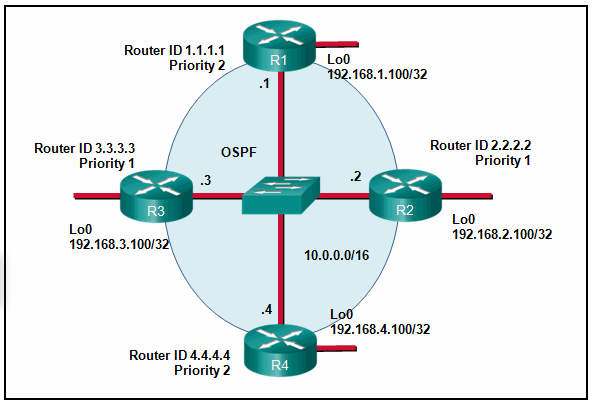 Router ID 1.1.1.1
Priority 2
R1
Lo0
192.168.1.100/32
.1
OSPF
Router ID 3.3.3.3
Priority 1
R3
.3
Lo0
192.168.3.100/32
Router ID 2.2.2.2
Priority 1
.2
R2
Lo0
192.168.2.100/32
10.0.0.0/16
.4
Lo0
192.168.4.100/32
Router ID 4.4.4.4
Priority 2
R4